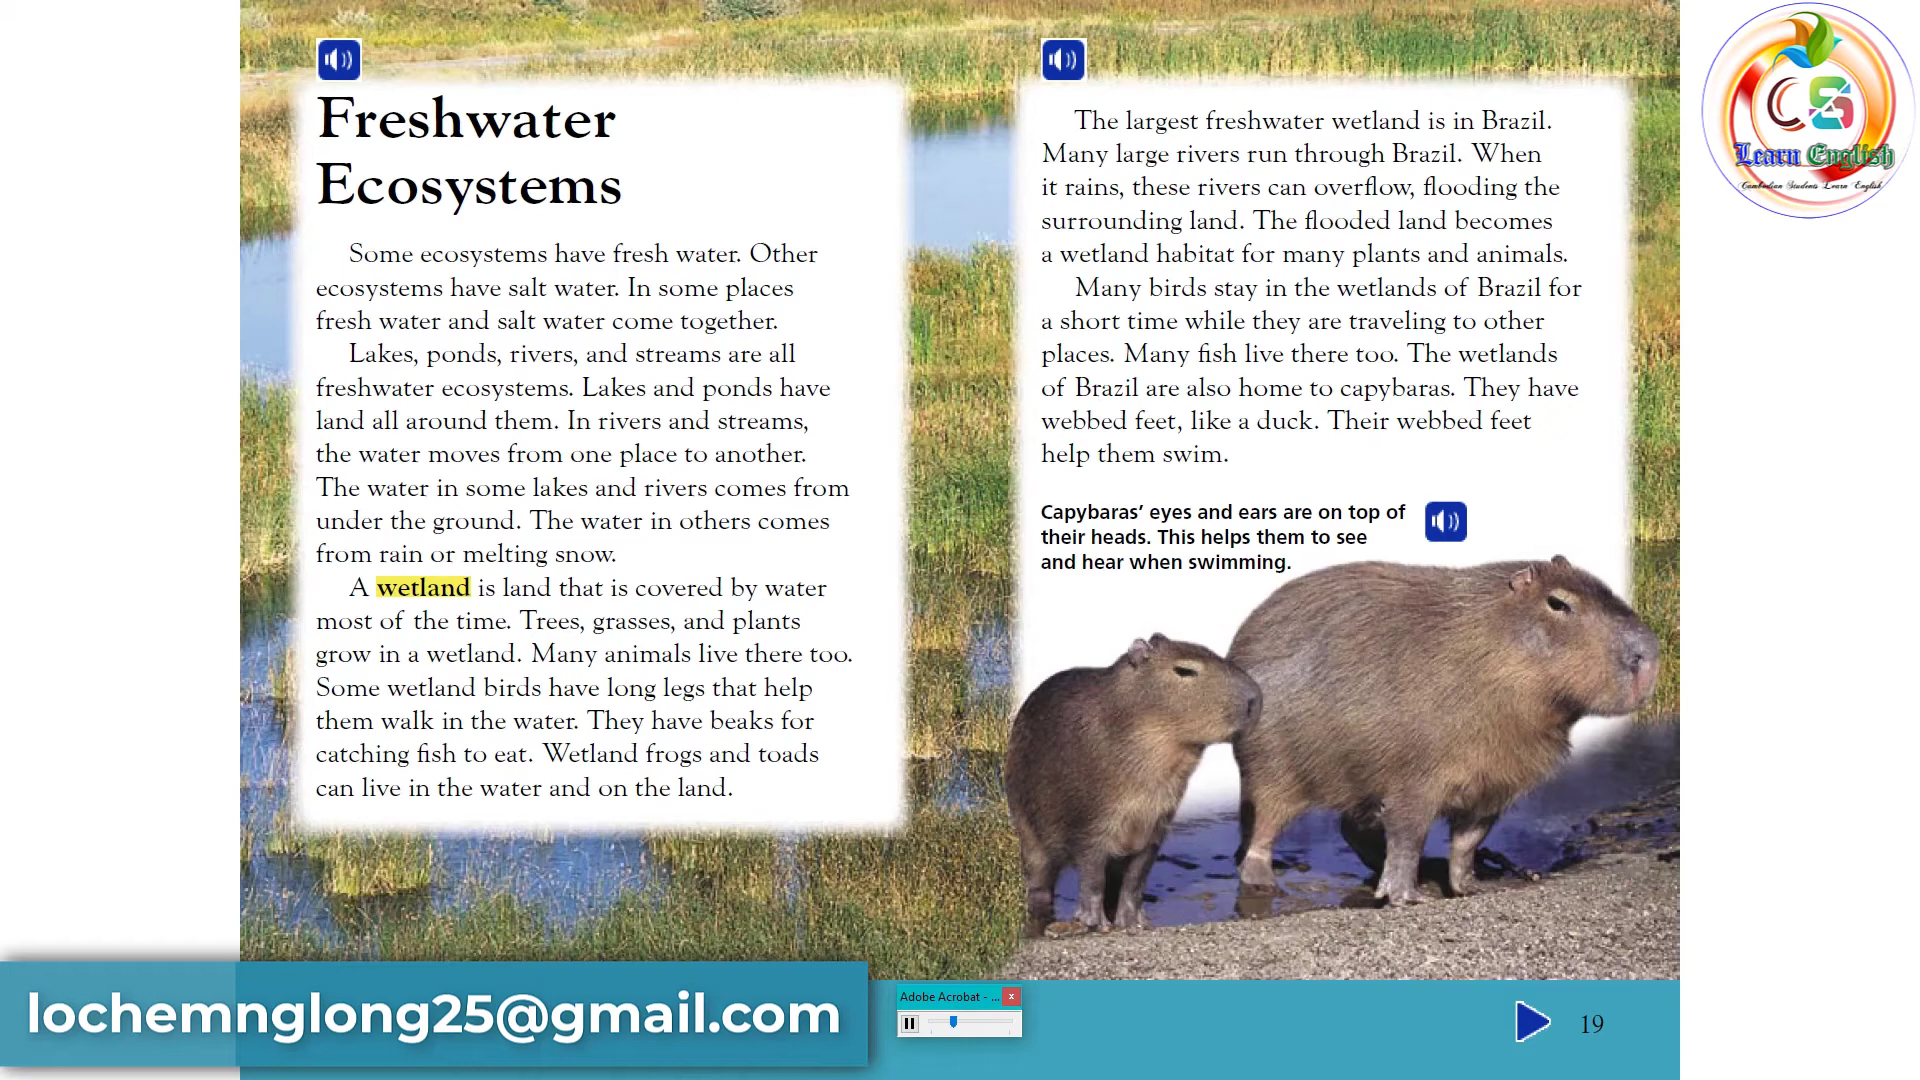 Freshwater
Ecosystems
Some ecosystems have fresh water. Other
ecosystems have salt water. In some places
fresh water and salt water come together.
Lakes, ponds, rivers, and streams are all
freshwater ecosystems. Lakes and ponds have
land all around them. In rivers and streams,
the water moves from one place to another.
The water in some lakes and rivers comes from
under the ground. The water in others comes
from rain or melting snow.
A wetland is land that is covered by water
most of the time. Trees, grasses, and plants
grow in a wetland. Many animals live there too.
Some wetland birds have long legs that help
them walk in the water. They have beaks for
catching fish to eat. Wetland frogs and toads
can live in the water and on the land.
The largest freshwater wetland is in Brazil.
Many large rivers run through Brazil. When
it rains, these rivers can overflow, flooding the
surrounding land. The flooded land becomes
a wetland habitat for many plants and animals.
Many birds stay in the wetlands of Brazil for
a short time while they are traveling to other
places. Many fish live there too. The wetlands
of Brazil are also home to capybaras. They have
webbed feet, like a duck. Their webbed feet
help them swim.
Capybaras' eyes and ears are on top of
their heads. This helps them to see
and hear when swimming.
CS
Learn English
Cambodian Students Learn English
lochemnglong25@gmail.com
Adobe Acrobat - ...
19